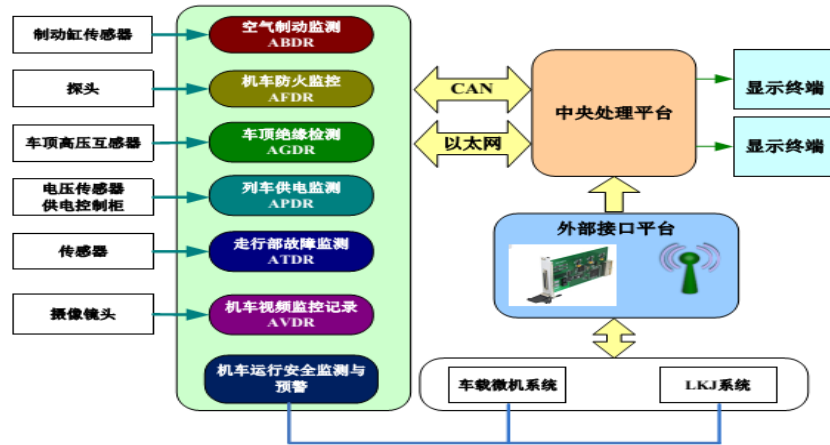 制动缸传感器
空气制动监测
ABDR
探头
机车防火监控
AFDR
车顶高压互感器
车顶绝缘检测
AGDR
电压传感器
供电控制柜
列车供电监测
APDR
传感器
走行部故障监测
ATDR
摄像镜头
机车视频监控记录
AVDR
机车运行安全监测与
预警
CAN
以太网
中央处理平台
显示终端
显示终端
外部接口平台
车载微机系统
LKJ系统